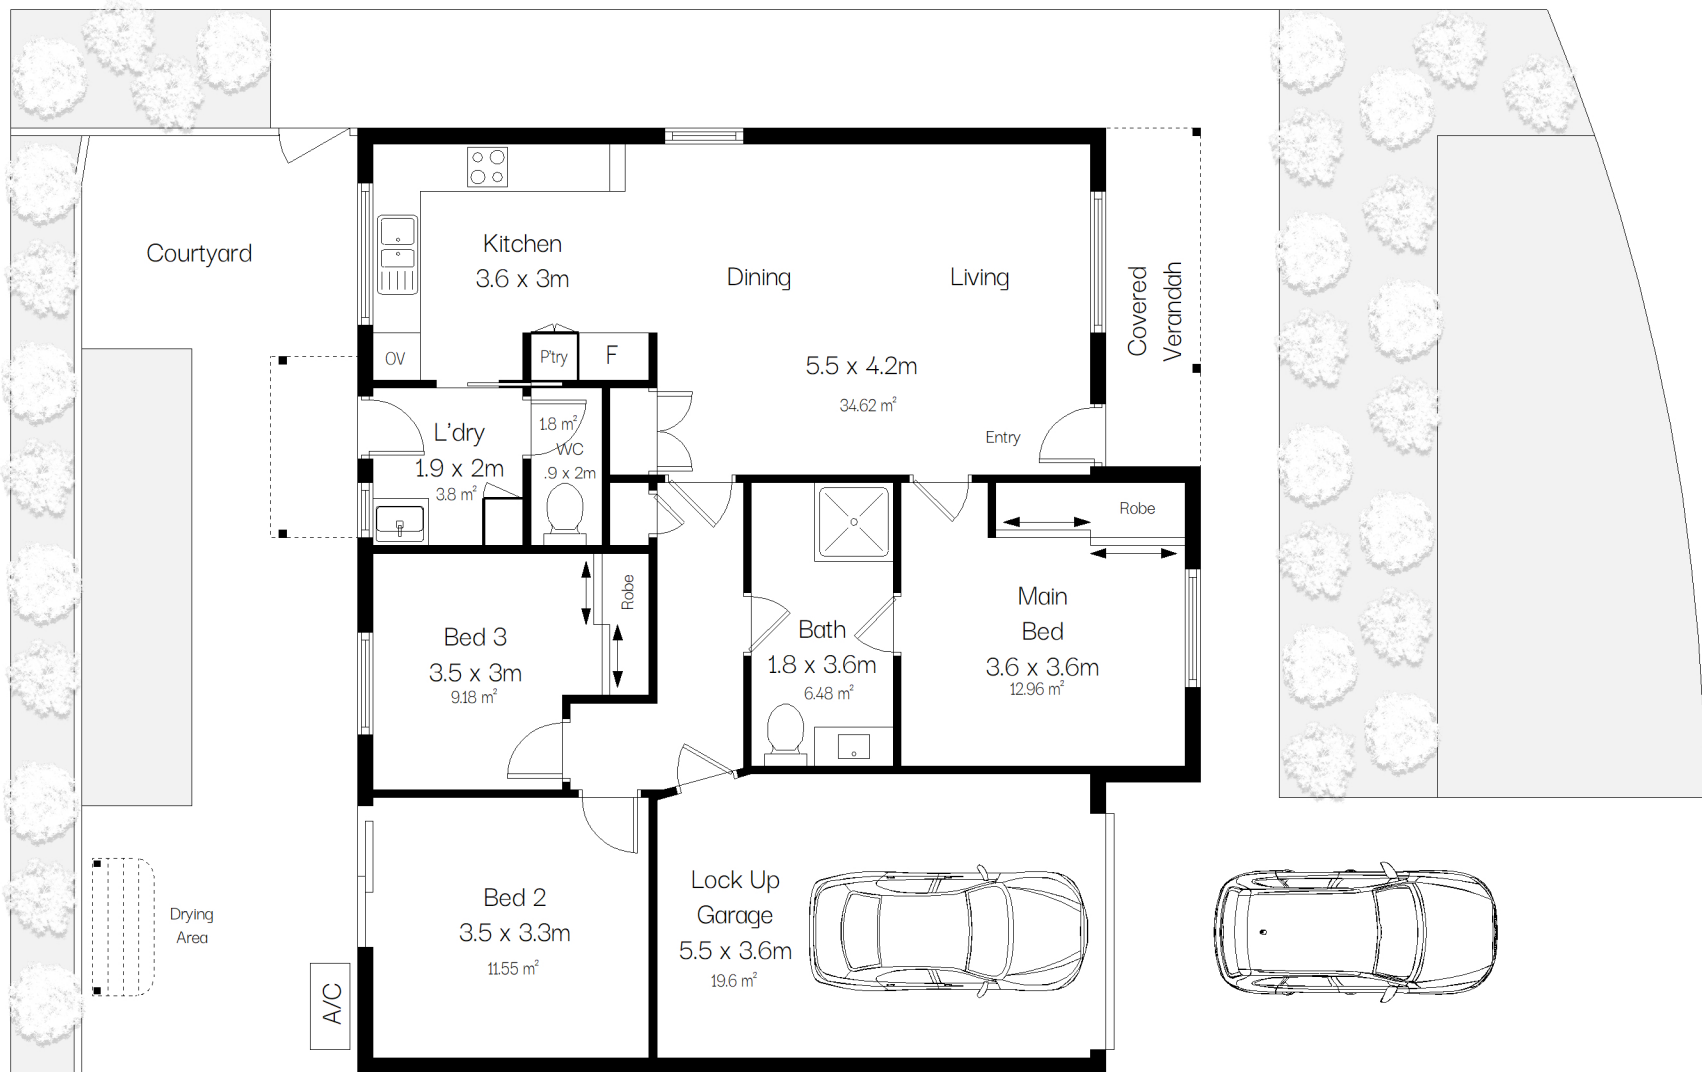 Courtyard
Kitchen
3.6 x 3m
Dining
Living
Covered
Verandah
OV
P'try
F
5.5 x 4.2m
34.62 m²
Entry
L'dry
1.9 x 2m
3.8 m²
1.8 m²
WC
.9 x 2m
Robe
Robe
Bed 3
3.5 x 3m
9.18 m²
Bath
1.8 x 3.6m
6.48 m²
Main
Bed
3.6 x 3.6m
12.96 m²
Drying
Area
A/C
Bed 2
3.5 x 3.3m
11.55 m²
Lock Up
Garage
5.5 x 3.6m
19.6 m²